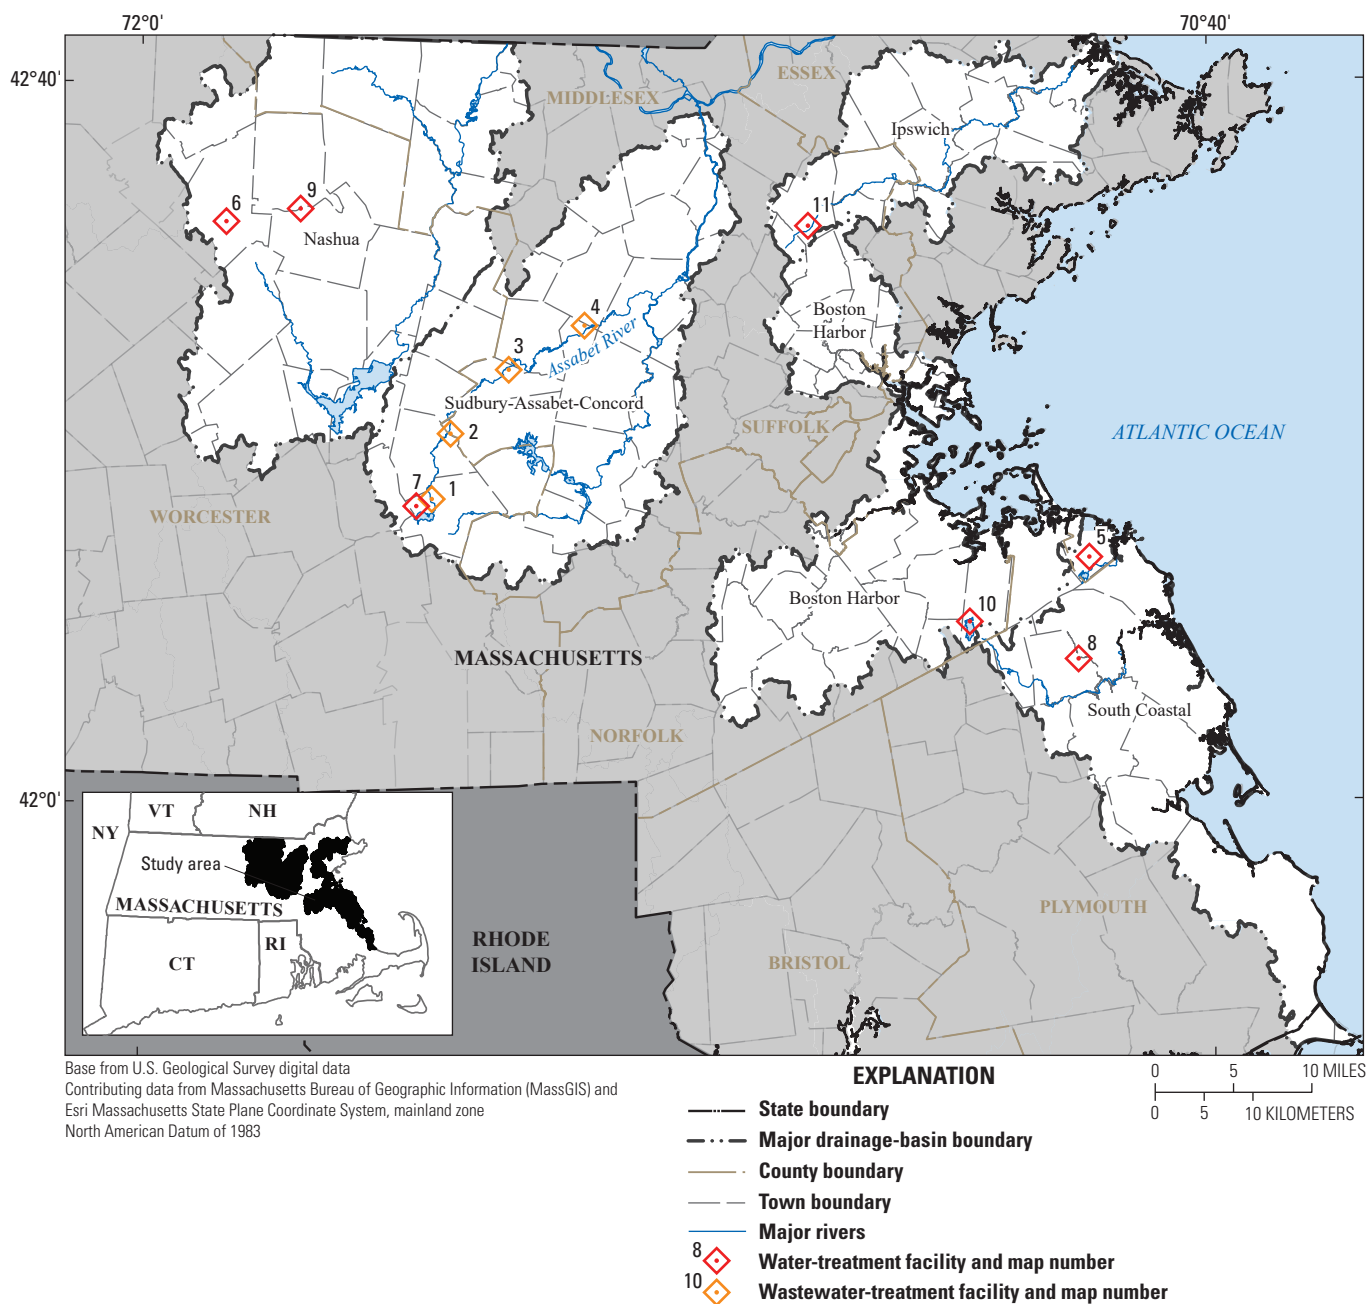 72°0'
70°40'
42°40'
ESSEX
MIDDLESEX
Ipswich
11
6
9
Nashua
Boston
Harbor
4
3
Assabet River
Sudbury-Assabet-Concord
SUFFOLK
ATLANTIC OCEAN
2
7
1
WORCESTER
5
Boston Harbor
10
8
MASSACHUSETTS
South Coastal
NORFOLK
42°0'
VT
NH
NY
Study area
MASSACHUSETTS
RI
CT
RHODE
ISLAND
PLYMOUTH
BRISTOL
Base from U.S. Geological Survey digital data
Contributing data from Massachusetts Bureau of Geographic Information (MassGIS) and
Esri Massachusetts State Plane Coordinate System, mainland zone
North American Datum of 1983
0 5 10 MILES
0 5 10 KILOMETERS
EXPLANATION
State boundary
Major drainage-basin boundary
County boundary
Town boundary
Major rivers
8 Water-treatment facility and map number
10 Wastewater-treatment facility and map number